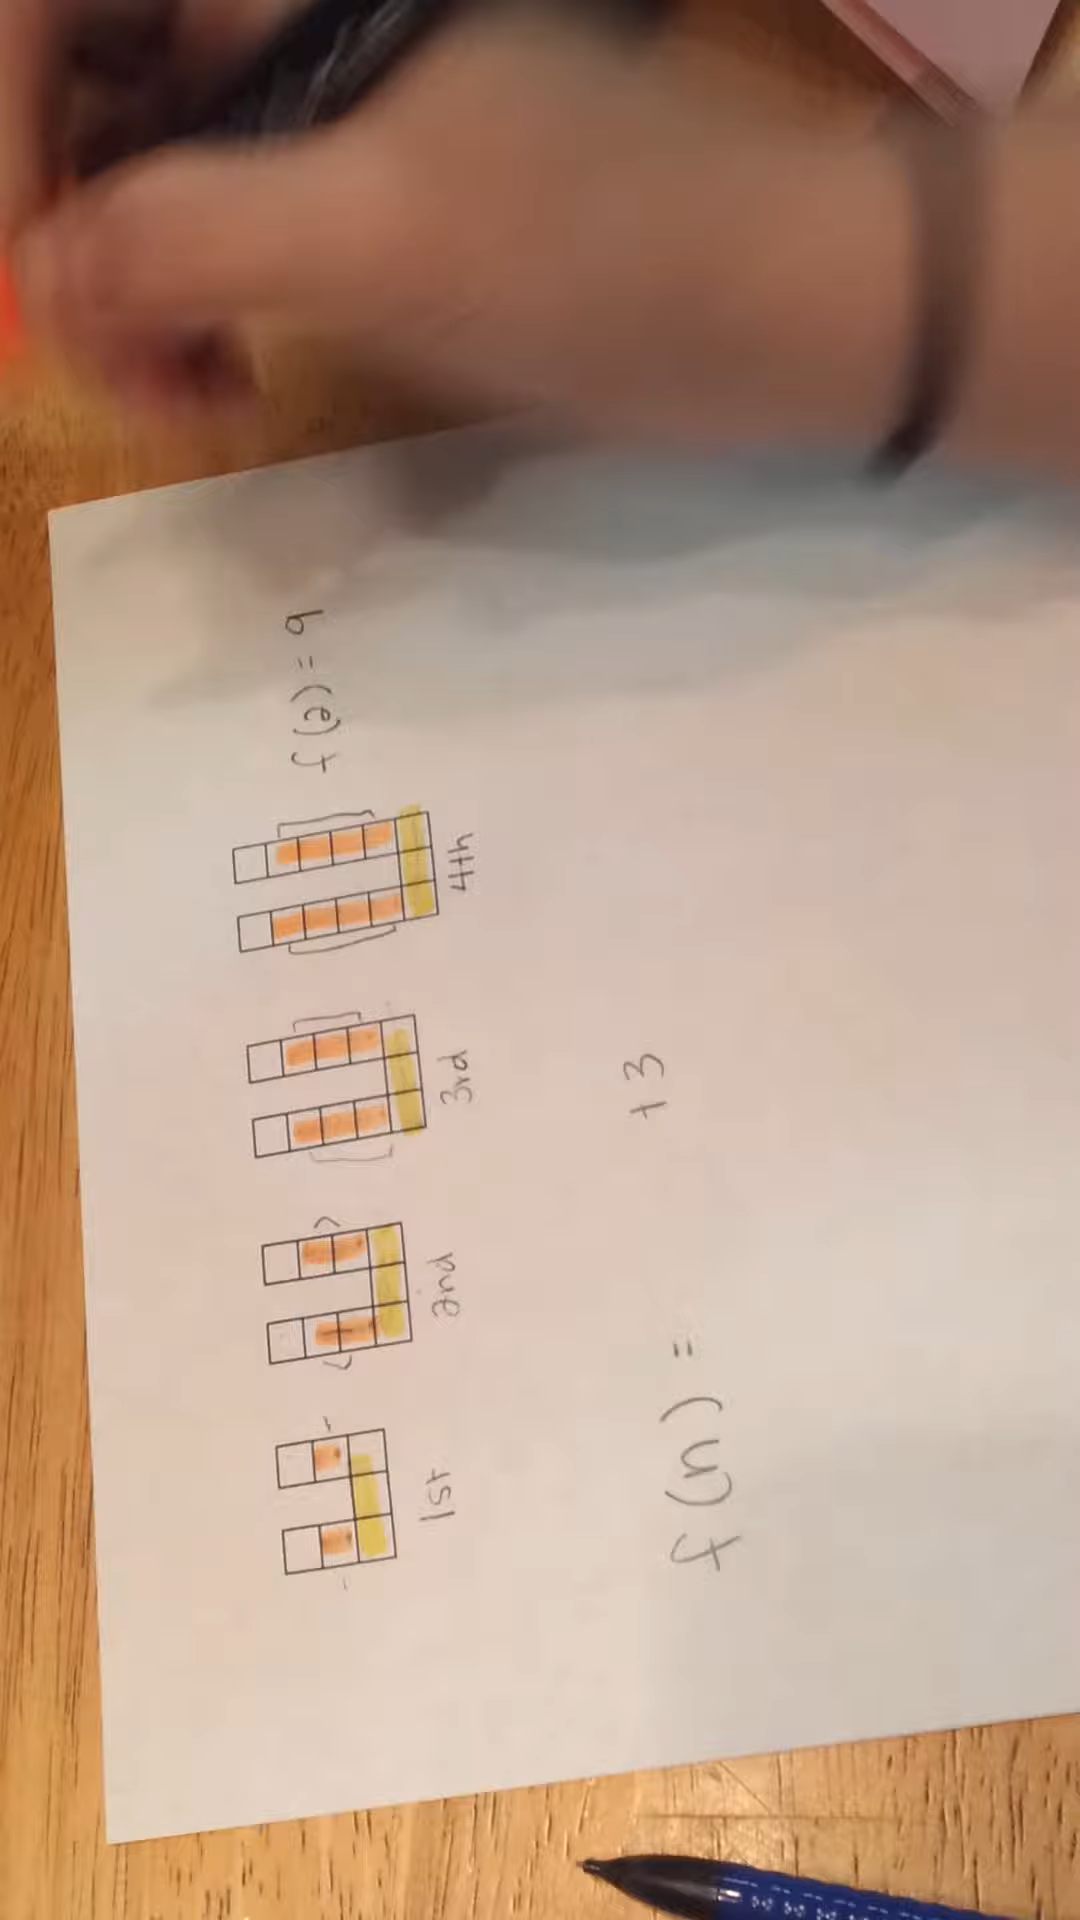 f(2) = 9
1st 2nd 3rd 4th
f(n) = + 3